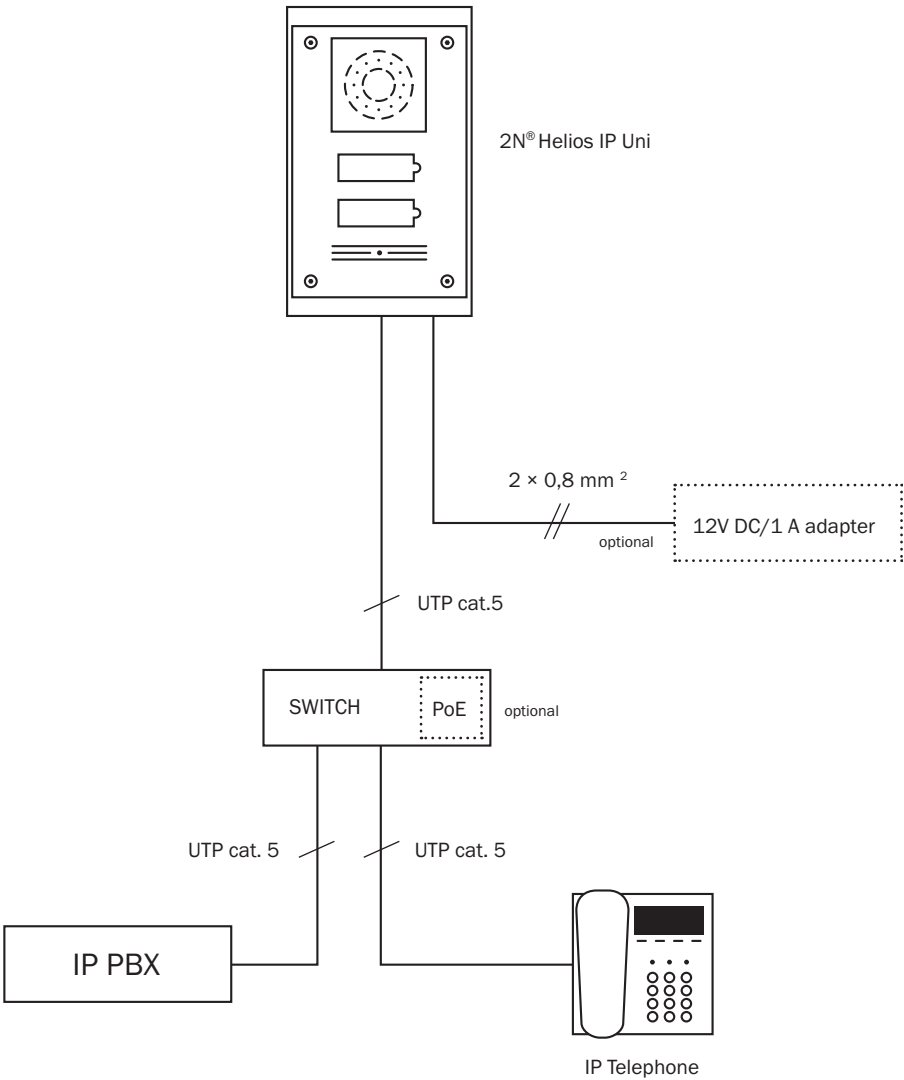 2N® Helios IP Uni
2 × 0,8 mm ²
optional
12V DC/1 A adapter
UTP cat.5
SWITCH
PoE
optional
UTP cat. 5
UTP cat. 5
IP PBX
IP Telephone